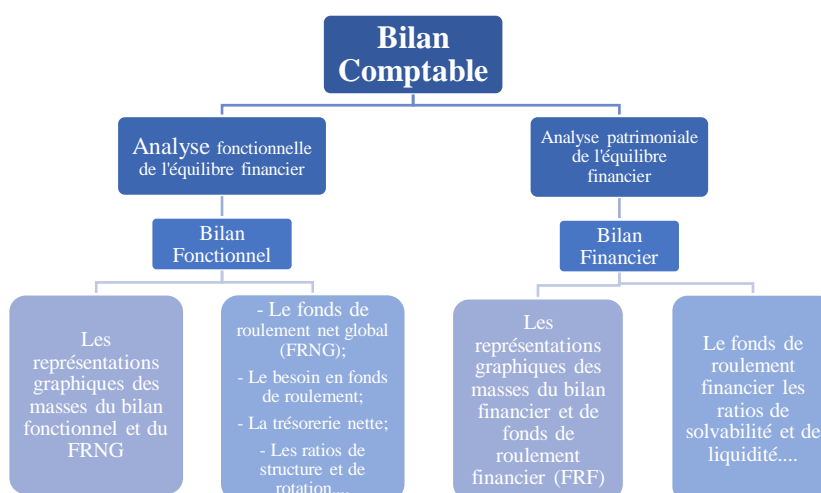 Bilan
Comptable
Analyse fonctionnelle
de l'équilibre financier
Analyse patrimoniale
de l'équilibre
financier
Bilan
Fonctionnel
Bilan
Financier
Les
représentations
graphiques des
masses du bilan
fonctionnel et du
FRNG
- Le fonds de
roulement net global
(FRNG);
- Le besoin en fonds
de roulement;
- La trésorerie nette;
- Les ratios de
structure et de
rotation....
Les
représentations
graphiques des
masses du bilan
financier et de
fonds de
roulement
financier (FRF)
Le fonds de
roulement
financier les
ratios de
solvabilité et de
liquidité....